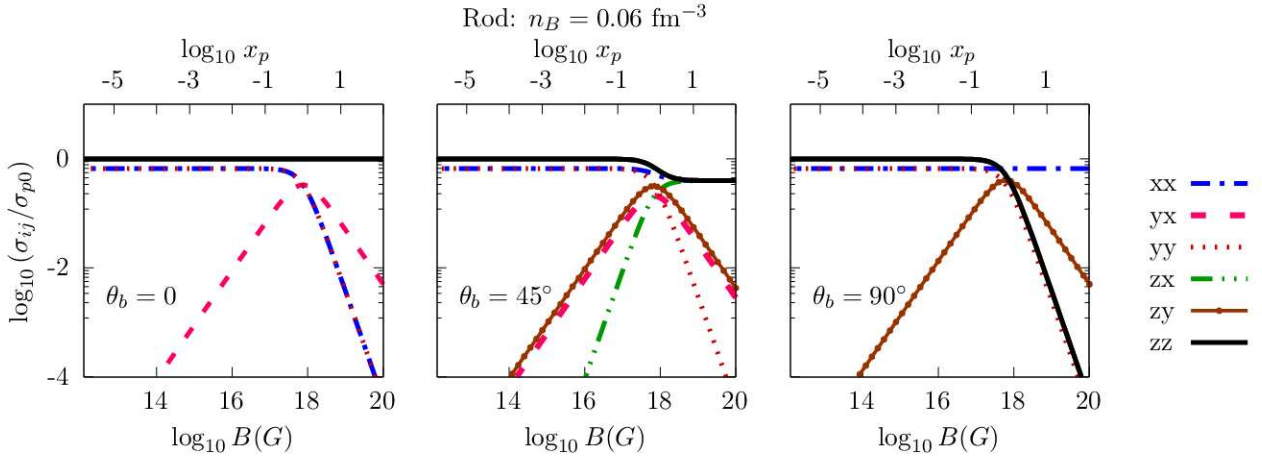 Rod: n_B = 0.06 fm⁻³
log₁₀ x_p log₁₀ x_p log₁₀ x_p
-5 -3 -1 1 -5 -3 -1 1 -5 -3 -1 1
log₁₀(σ_ij/σ_p0)
0
-2
-4
θ_b = 0 θ_b = 45° θ_b = 90°
14 16 18 20 14 16 18 20 14 16 18 20
log₁₀ B(G) log₁₀ B(G) log₁₀ B(G)
xx
yx
yy
zx
zy
zz